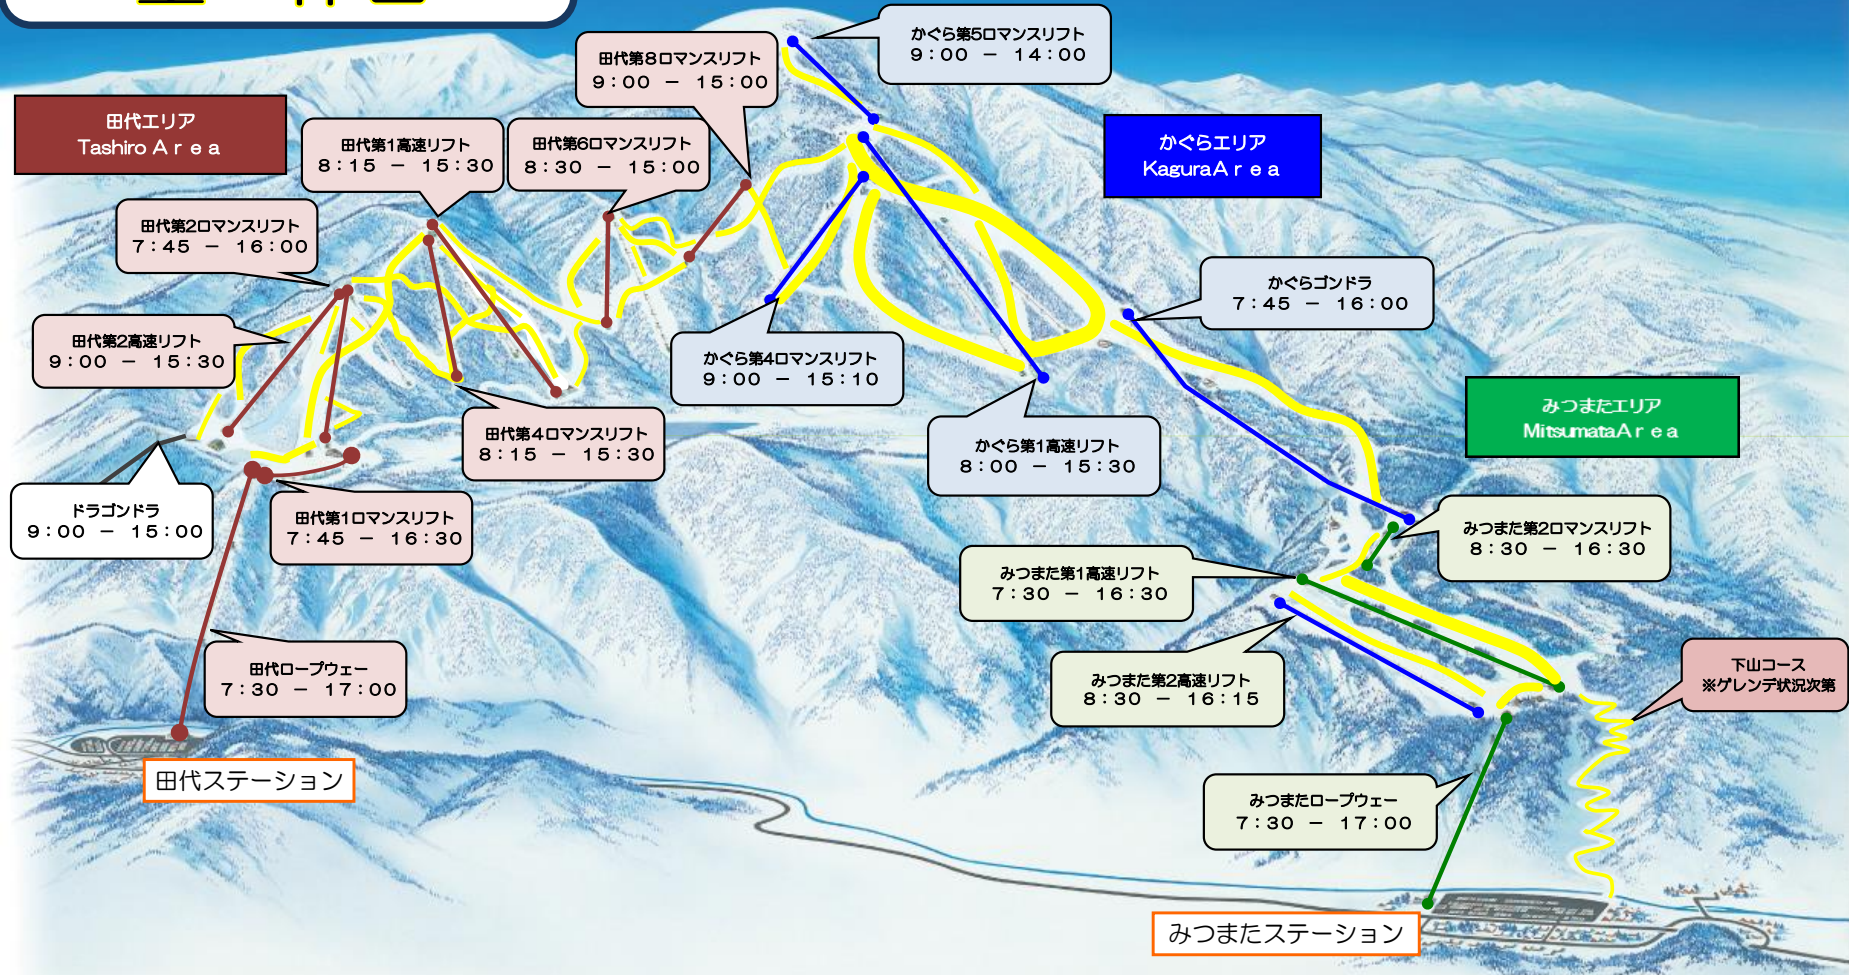 かぐら第5ロマンスリフト
9:00 － 14:00
田代第8ロマンスリフト
9:00 － 15:00
田代エリア
Tashiro Area
田代第1高速リフト
8:15 － 15:30
田代第6ロマンスリフト
8:30 － 15:00
かぐらエリア
KaguraArea
田代第2ロマンスリフト
7:45 － 16:00
かぐらゴンドラ
7:45 － 16:00
田代第2高速リフト
9:00 － 15:30
かぐら第4ロマンスリフト
9:00 － 15:10
みつまたエリア
MitsumataArea
田代第4ロマンスリフト
8:15 － 15:30
かぐら第1高速リフト
8:00 － 15:30
ドラゴンドラ
9:00 － 15:00
田代第1ロマンスリフト
7:45 － 16:30
みつまた第2ロマンスリフト
8:30 － 16:30
みつまた第1高速リフト
7:30 － 16:30
田代ロープウェー
7:30 － 17:00
みつまた第2高速リフト
8:30 － 16:15
下山コース
※ゲレンデ状況次第
田代ステーション
みつまたロープウェー
7:30 － 17:00
みつまたステーション